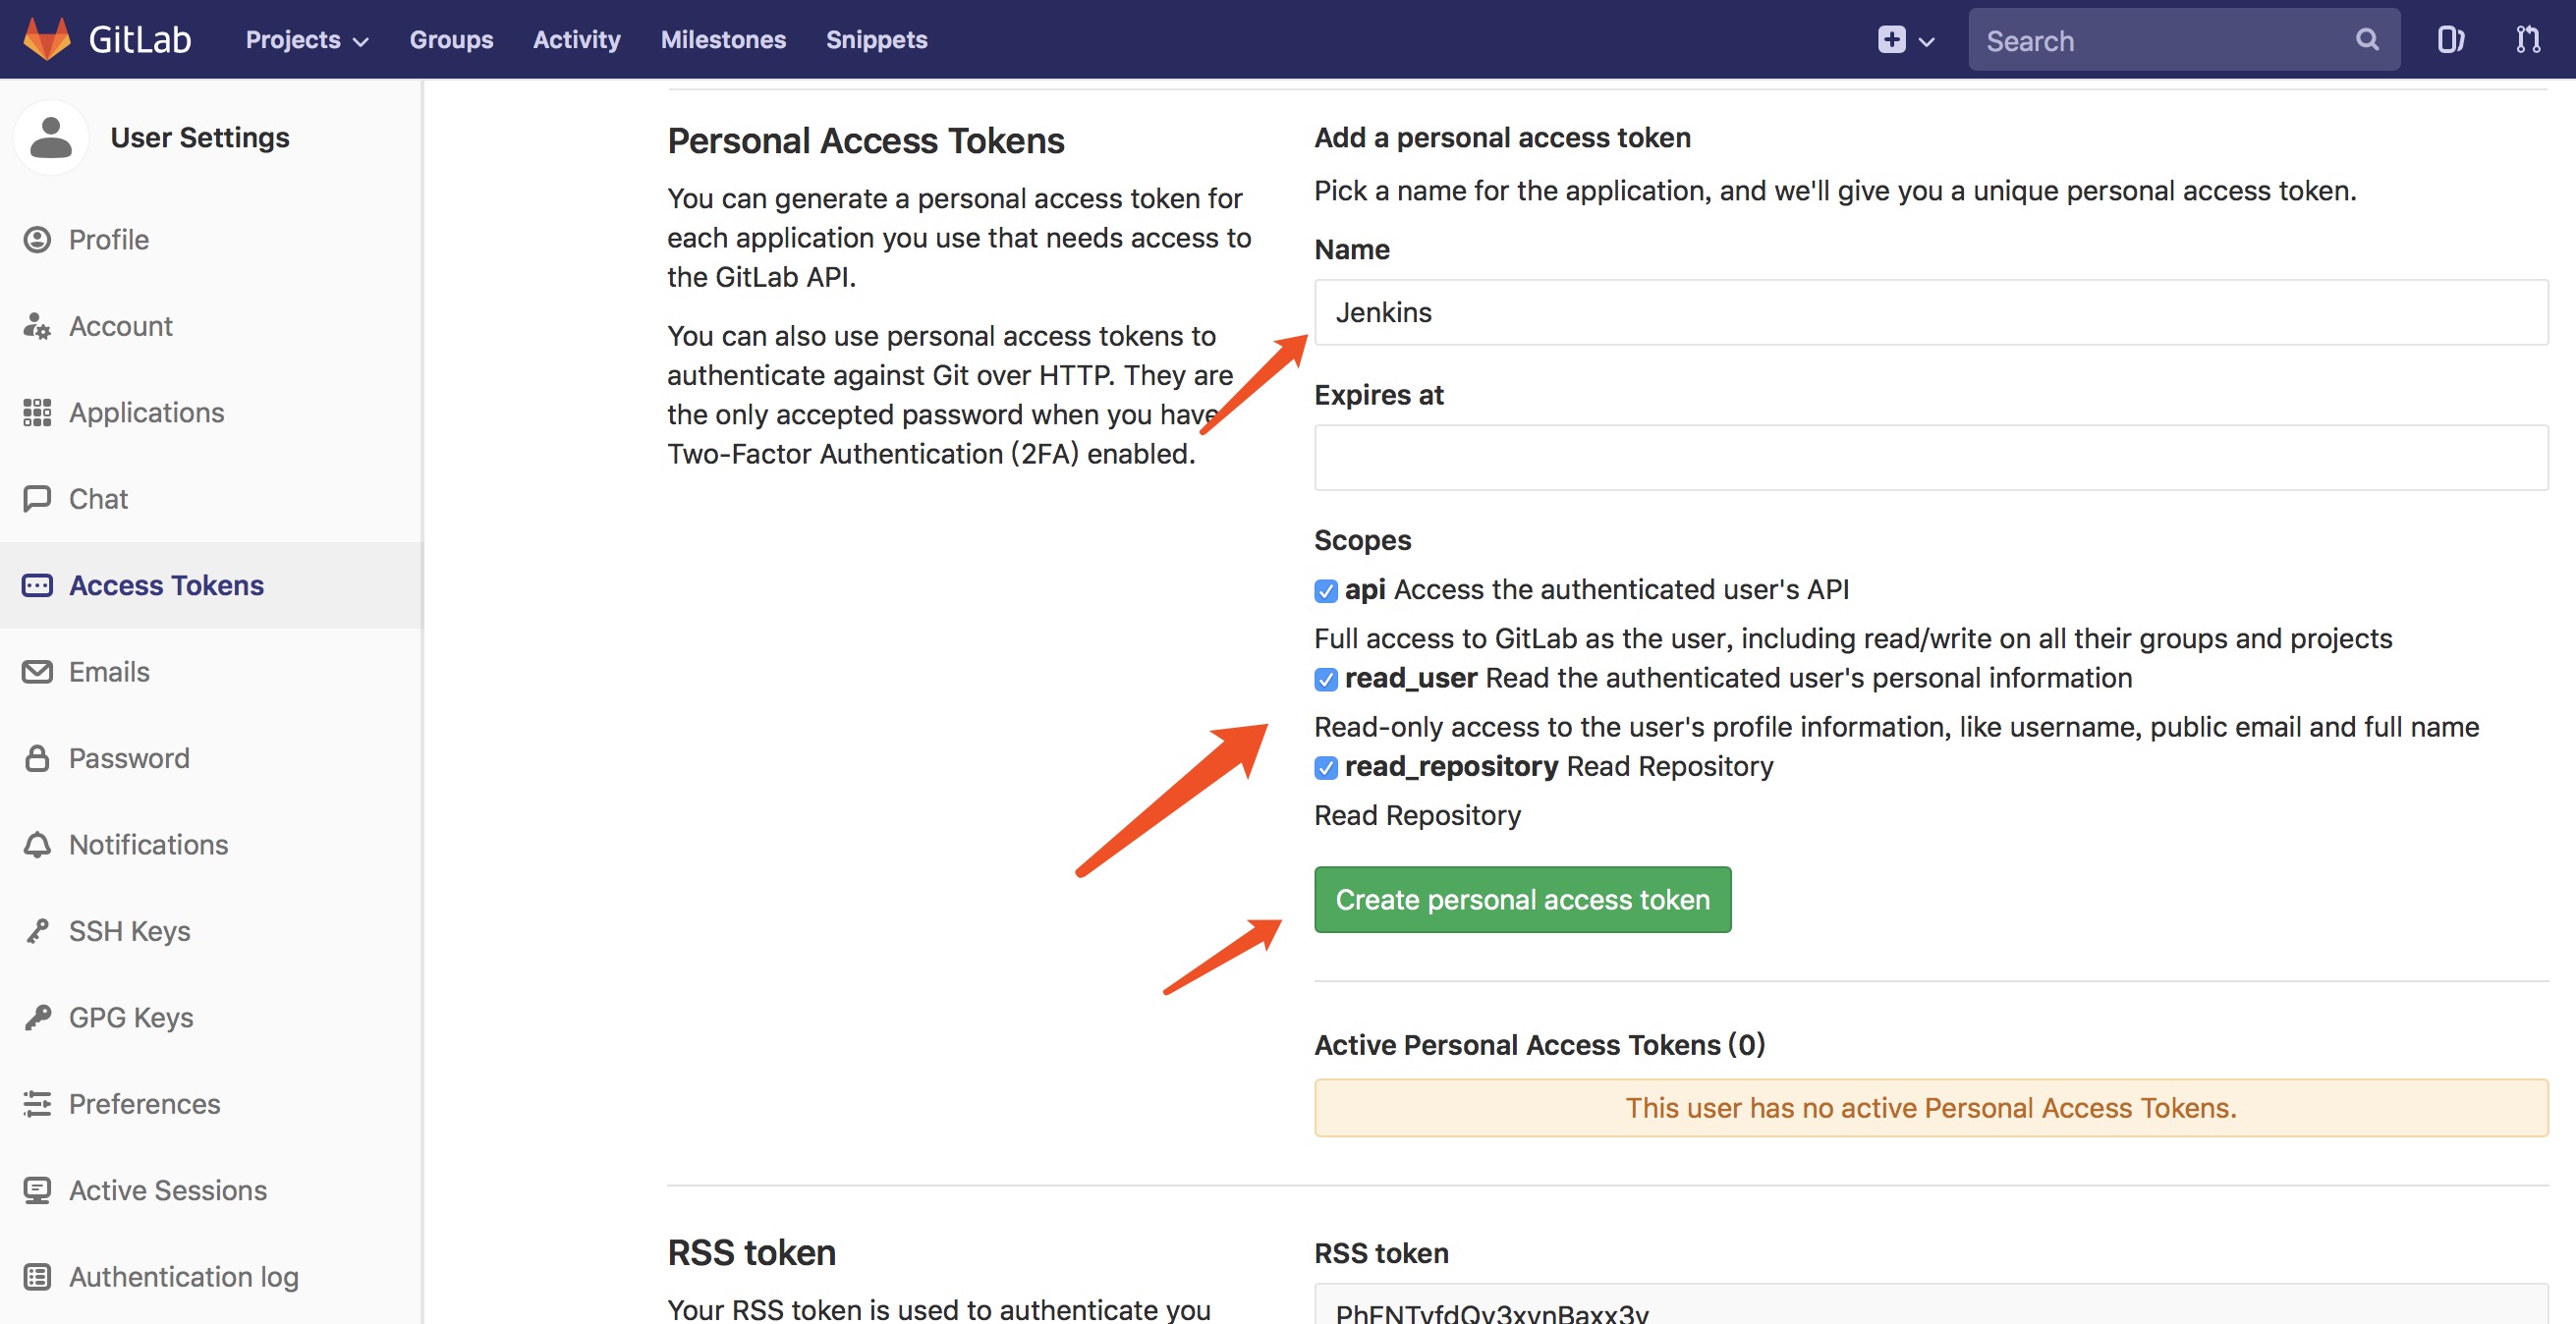 GitLab Projects Groups Activity Milestones Snippets Search
User Settings
Profile
Account
Applications
Chat
Access Tokens
Emails
Password
Notifications
SSH Keys
GPG Keys
Preferences
Active Sessions
Authentication log
Personal Access Tokens
You can generate a personal access token for
each application you use that needs access to
the GitLab API.
You can also use personal access tokens to
authenticate against Git over HTTP. They are
the only accepted password when you have
Two-Factor Authentication (2FA) enabled.
Add a personal access token
Pick a name for the application, and we'll give you a unique personal access token.
Name
Jenkins
Expires at
Scopes
api Access the authenticated user's API
Full access to GitLab as the user, including read/write on all their groups and projects
read_user Read the authenticated user's personal information
Read-only access to the user's profile information, like username, public email and full name
read_repository Read Repository
Read Repository
Create personal access token
Active Personal Access Tokens (0)
This user has no active Personal Access Tokens.
RSS token
Your RSS token is used to authenticate you
RSS token